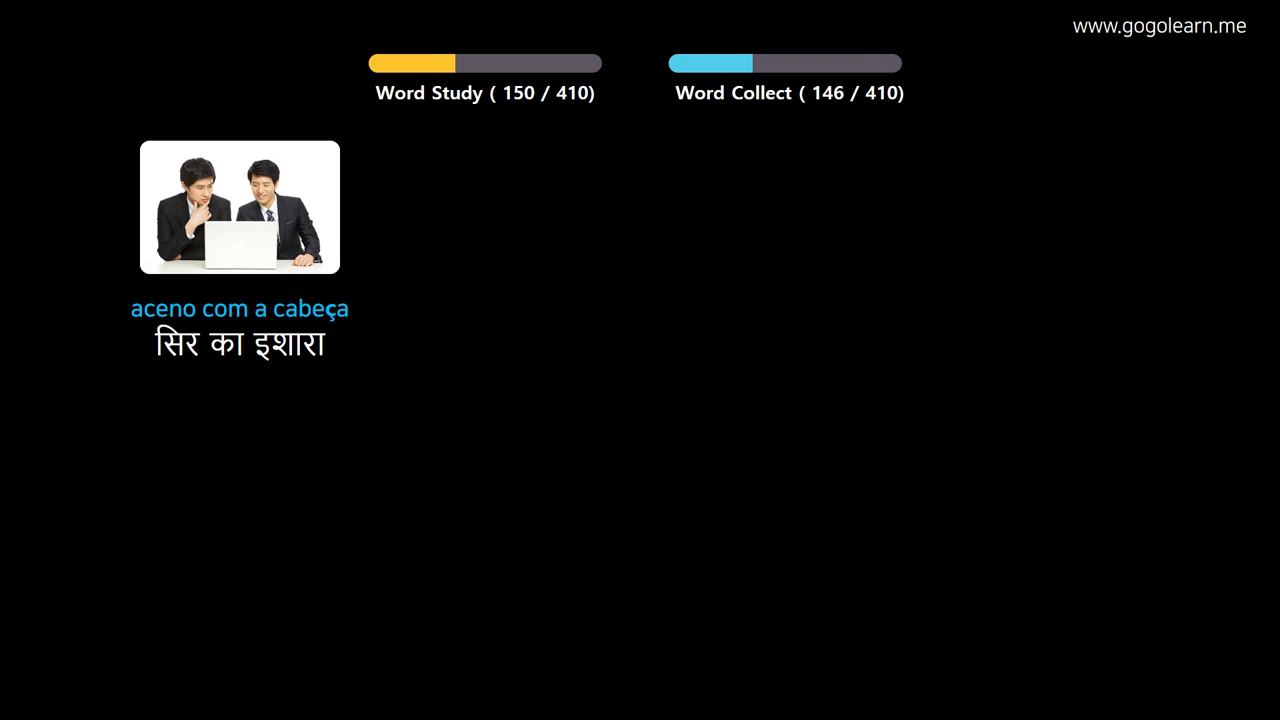 www.gogolearn.me
Word Study ( 150 / 410)
Word Collect ( 146 / 410)
aceno com a cabeça
सिर का इशारा